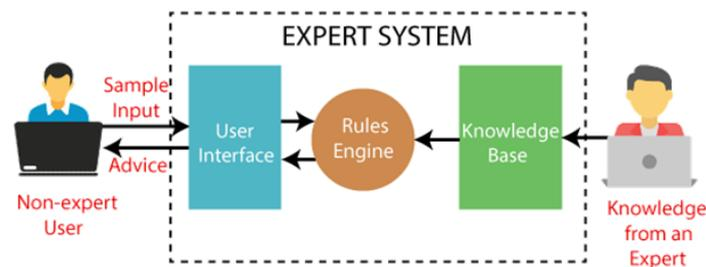 EXPERT SYSTEM
Sample
Input
Advice
Non-expert
User
User
Interface
Rules
Engine
Knowledge
Base
Knowledge
from an
Expert